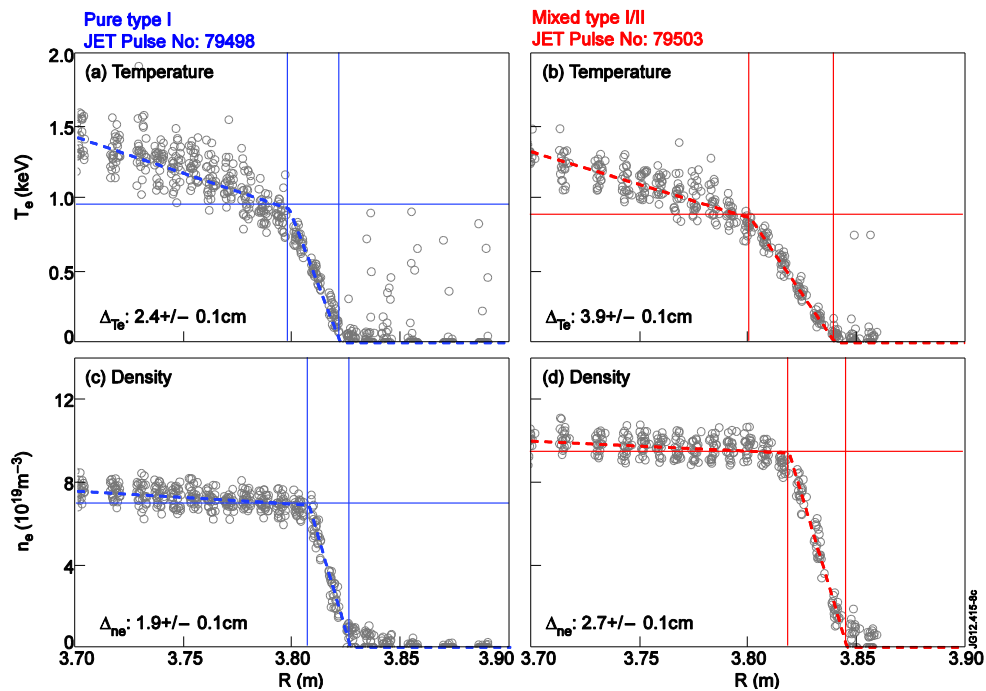 Pure type I
JET Pulse No: 79498
Mixed type I/II
JET Pulse No: 79503
(a) Temperature
(b) Temperature
2.0
1.5
1.0
0.5
0
Te (keV)
ΔTe: 2.4+/− 0.1cm
ΔTe: 3.9+/− 0.1cm
(c) Density
(d) Density
12
8
4
0
ne (10¹⁹m−³)
Δne: 1.9+/− 0.1cm
Δne: 2.7+/− 0.1cm
3.70 3.75 3.80 3.85 3.90
3.70 3.75 3.80 3.85 3.90
R (m)
R (m)
JG12.415-8c